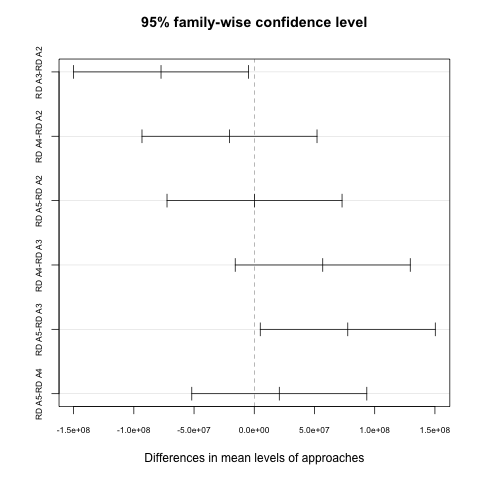 95% family-wise confidence level
RD A3-RD A2
RD A4-RD A2
RD A5-RD A2
RD A4-RD A3
RD A5-RD A3
RD A5-RD A4
-1.5e+08 -1.0e+08 -5.0e+07 0.0e+00 5.0e+07 1.0e+08 1.5e+08
Differences in mean levels of approaches